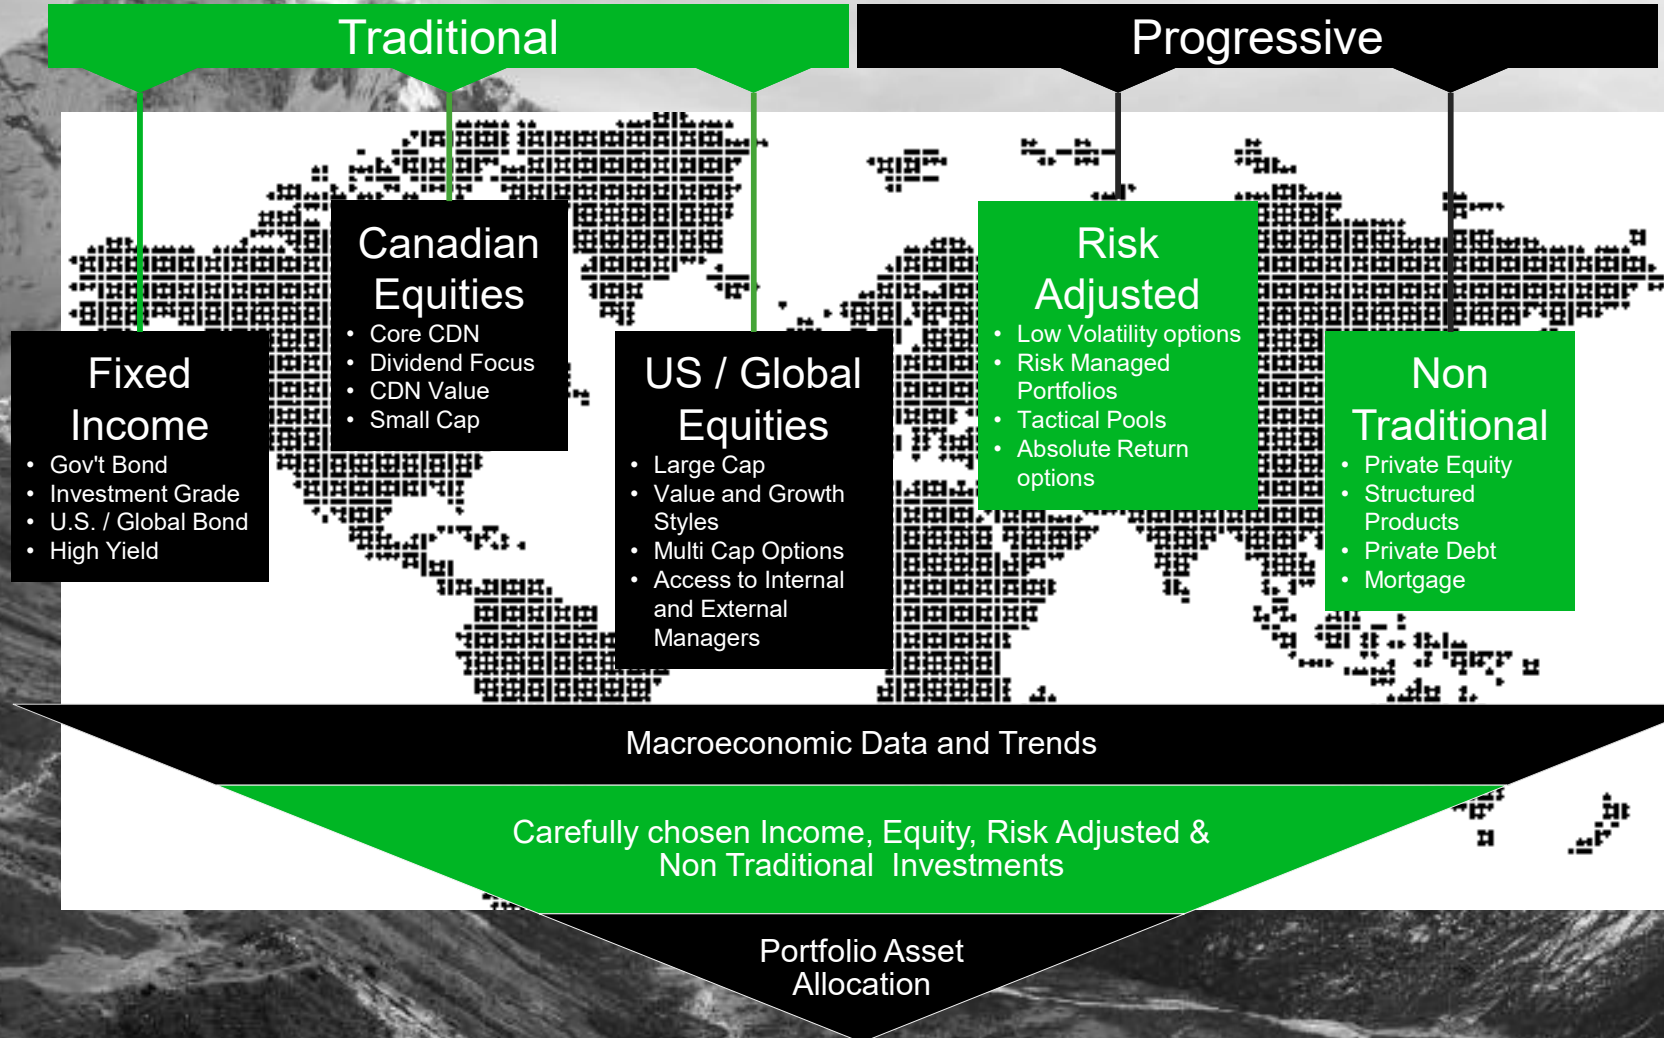 Traditional
Progressive
Fixed
Income
• Gov't Bond
• Investment Grade
• U.S. / Global Bond
• High Yield
Canadian
Equities
• Core CDN
• Dividend Focus
• CDN Value
• Small Cap
US / Global
Equities
• Large Cap
• Value and Growth
Styles
• Multi Cap Options
• Access to Internal
and External
Managers
Risk
Adjusted
• Low Volatility options
• Risk Managed
Portfolios
• Tactical Pools
• Absolute Return
options
Non
Traditional
• Private Equity
• Structured
Products
• Private Debt
• Mortgage
Macroeconomic Data and Trends
Carefully chosen Income, Equity, Risk Adjusted &
Non Traditional  Investments
Portfolio Asset
Allocation